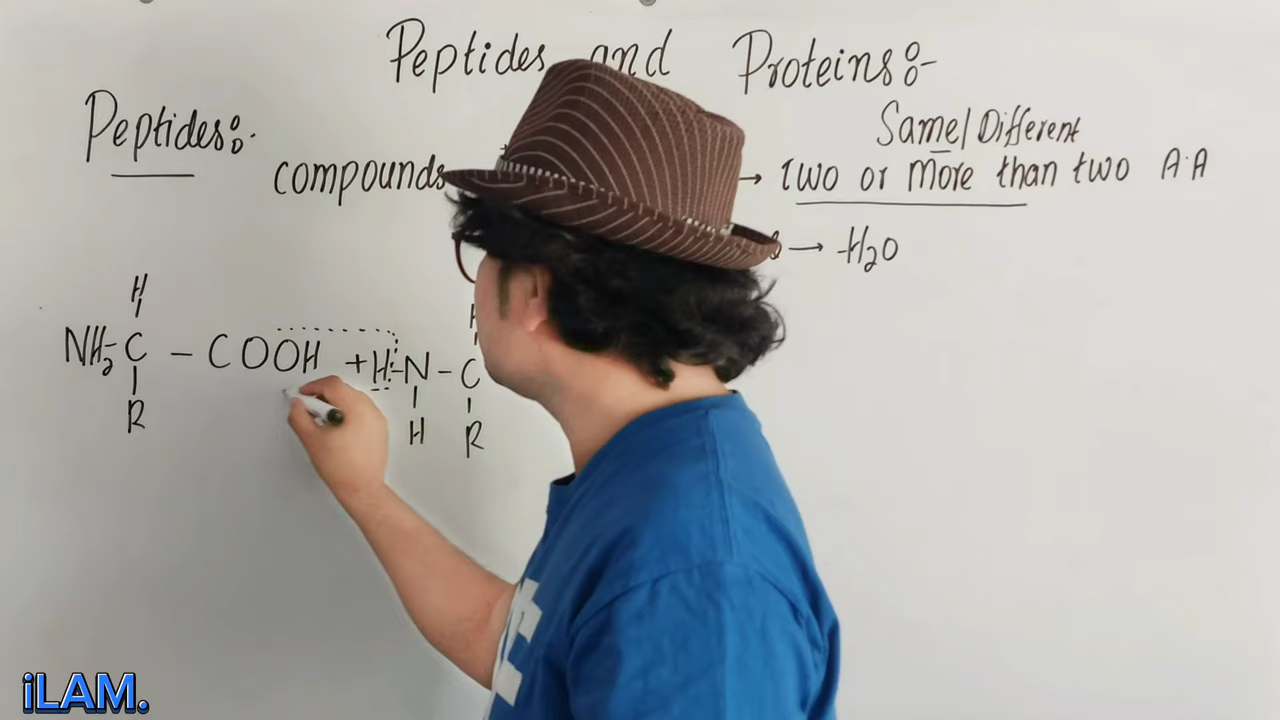 Peptides and Proteins:-
Peptides:-
Same/Different
compounds → two or more than two A.A
→ -H₂O
H H
NH₂-C - COOH + H-N-C
R H R
iLAM.